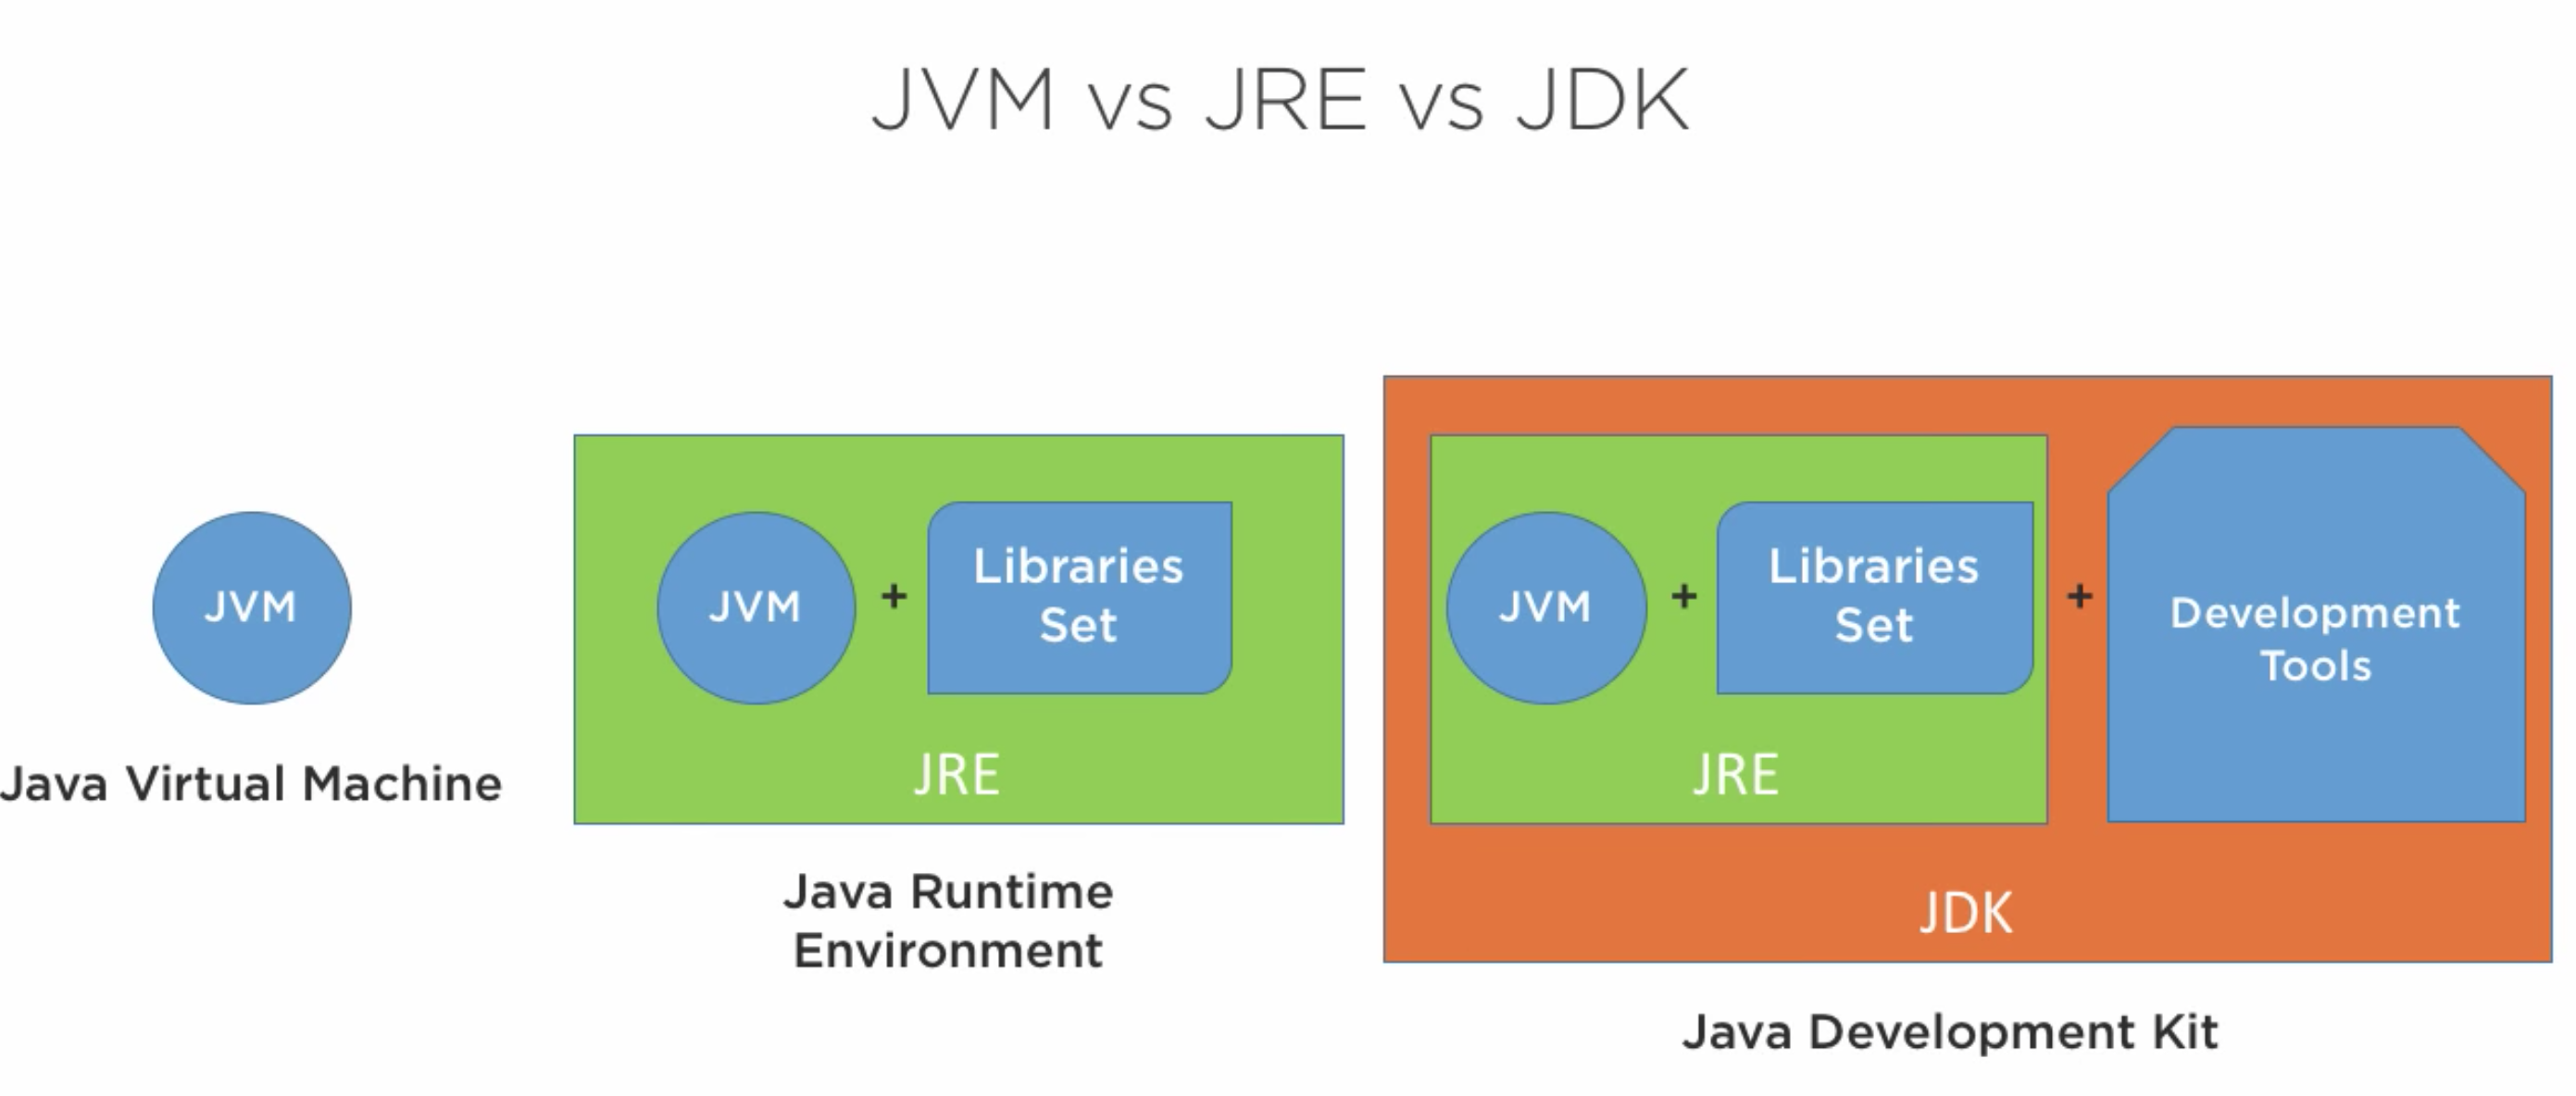 JVM vs JRE vs JDK
JVM
Java Virtual Machine
JVM
+
Libraries
Set
JRE
Java Runtime
Environment
JVM
+
Libraries
Set
JRE
+
Development
Tools
JDK
Java Development Kit